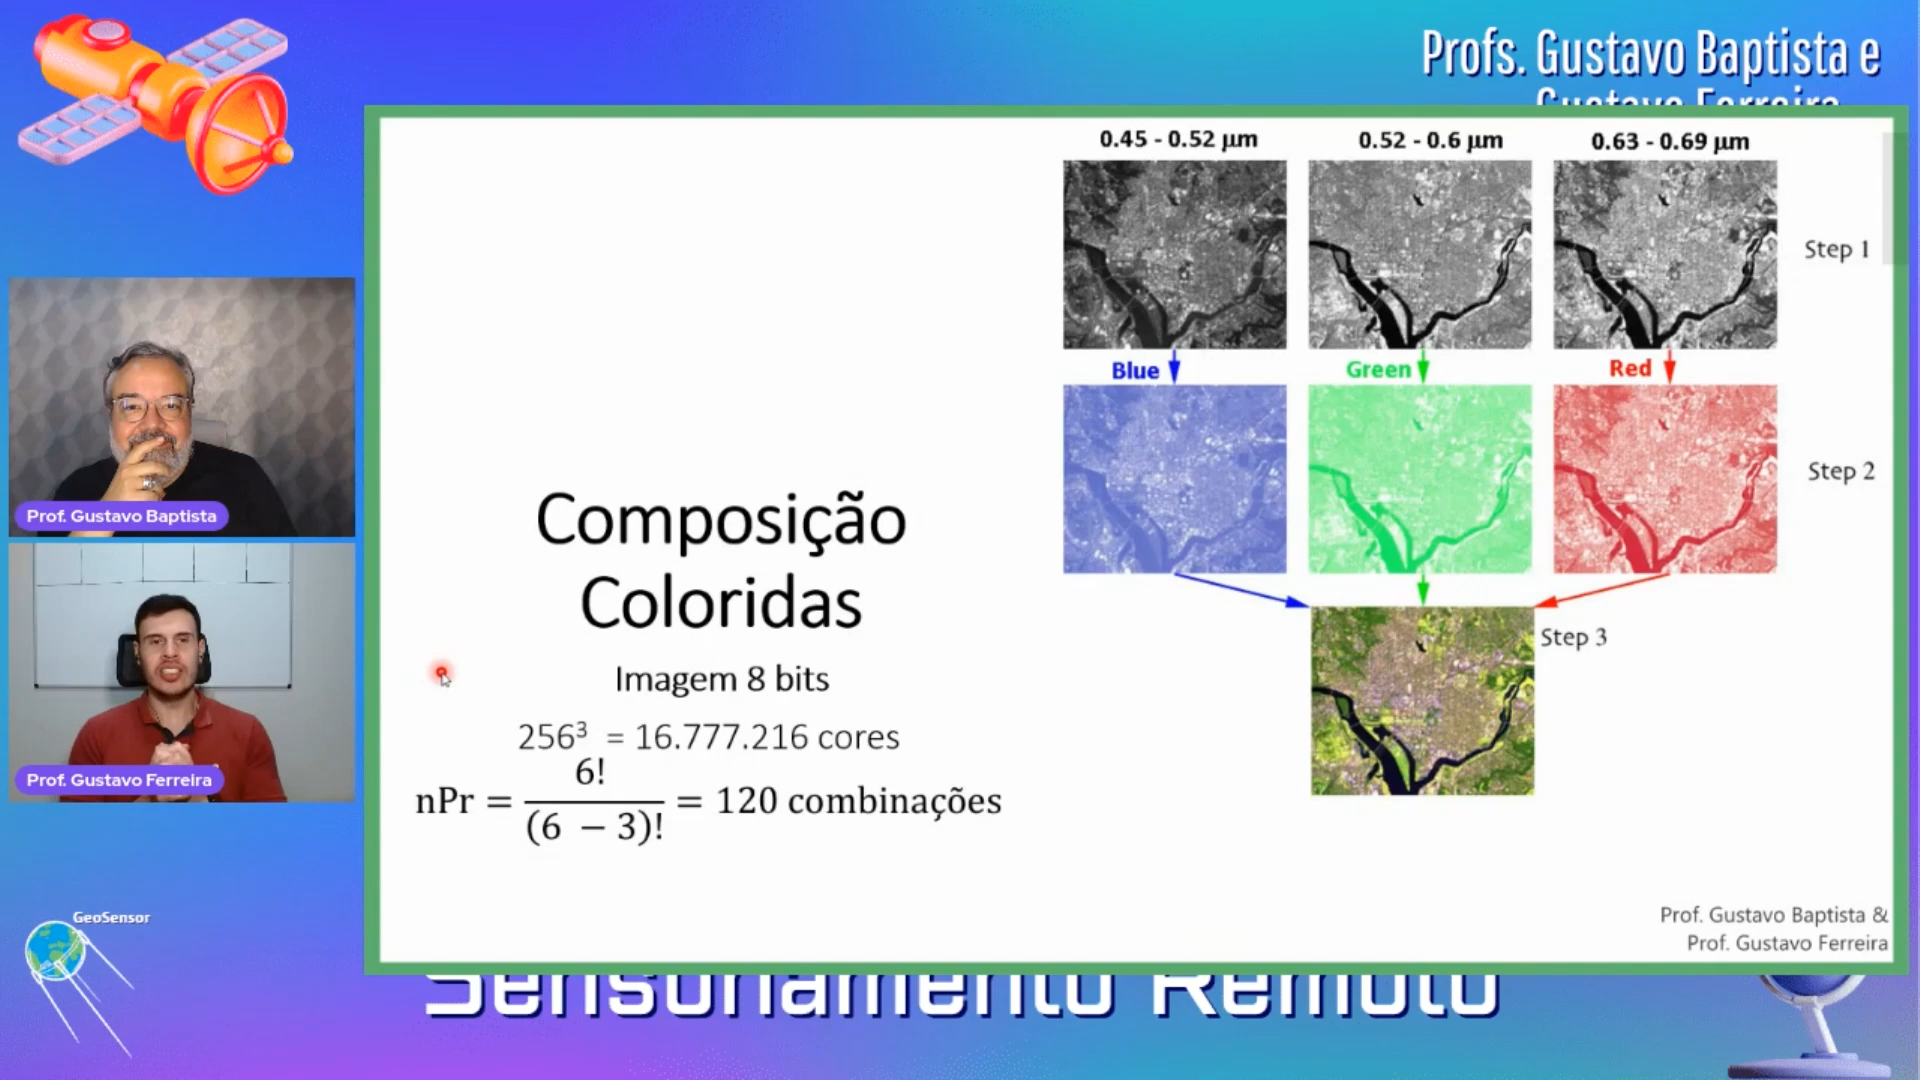 Profs. Gustavo Baptista e
Gustavo Ferreira
0.45 - 0.52 µm
0.52 - 0.6 µm
0.63 - 0.69 µm
Step 1
Blue
Green
Red
Step 2
Step 3
Composição
Coloridas
Imagem 8 bits
256³ = 16.777.216 cores
nPr = 6! / (6 − 3)! = 120 combinações
Prof. Gustavo Baptista
Prof. Gustavo Ferreira
GeoSensor
Prof. Gustavo Baptista &
Prof. Gustavo Ferreira
Sensoriamento Remoto